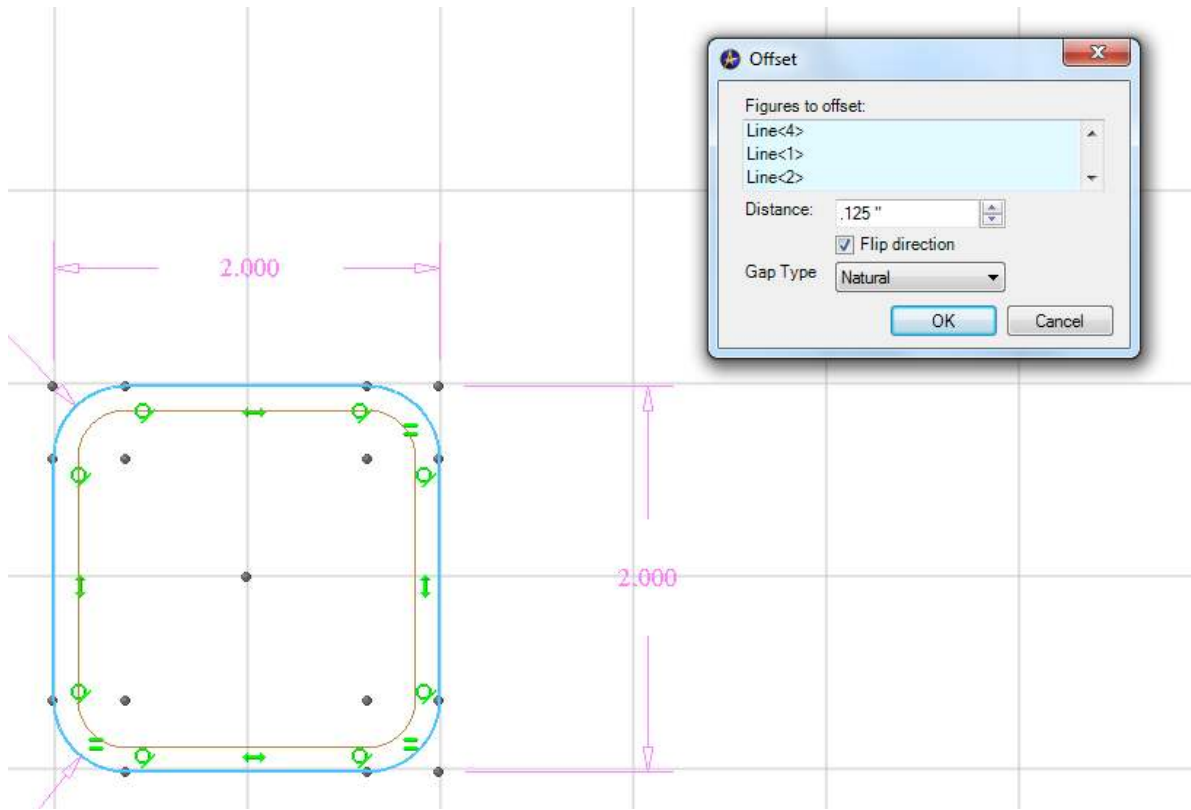 Offset
Figures to offset:
Line<4>
Line<1>
Line<2>
Distance:
.125 "
Flip direction
Gap Type
Natural
OK
Cancel
2.000
2.000